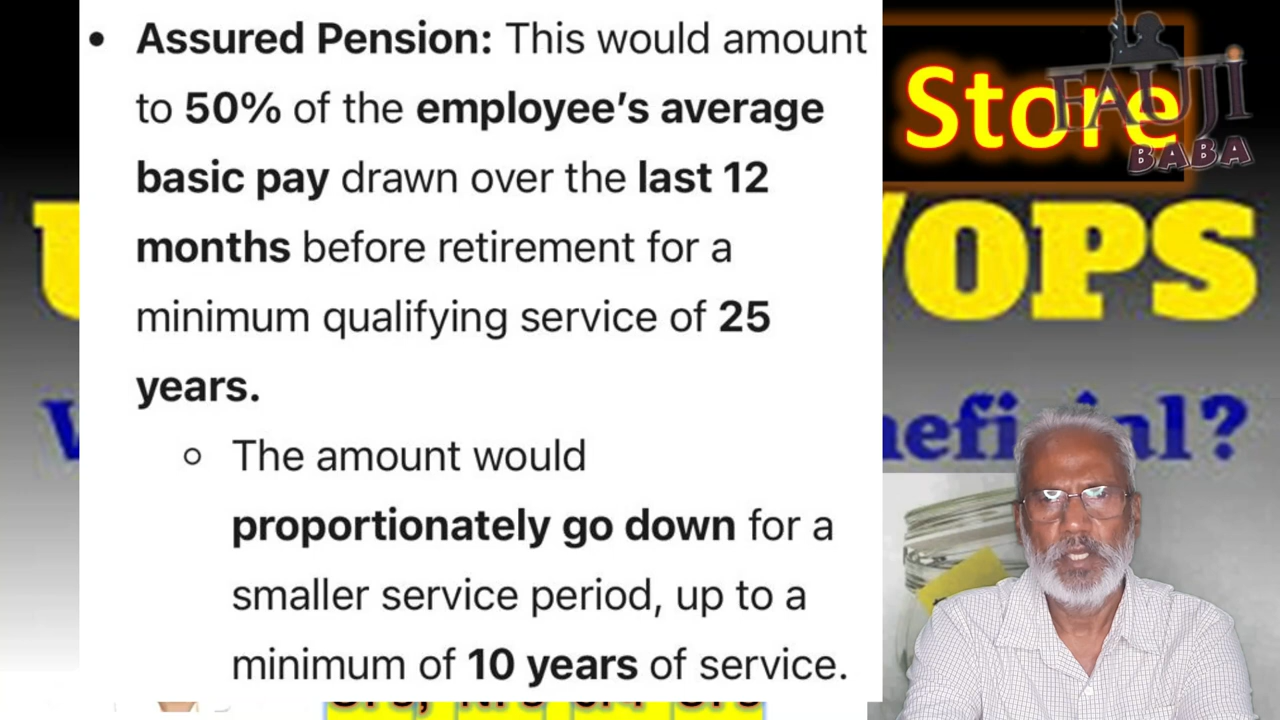 • Assured Pension: This would amount
to 50% of the employee’s average
basic pay drawn over the last 12
months before retirement for a
minimum qualifying service of 25
years.
○ The amount would
proportionately go down for a
smaller service period, up to a
minimum of 10 years of service.
Store
FAUJI
BABA
/OPS